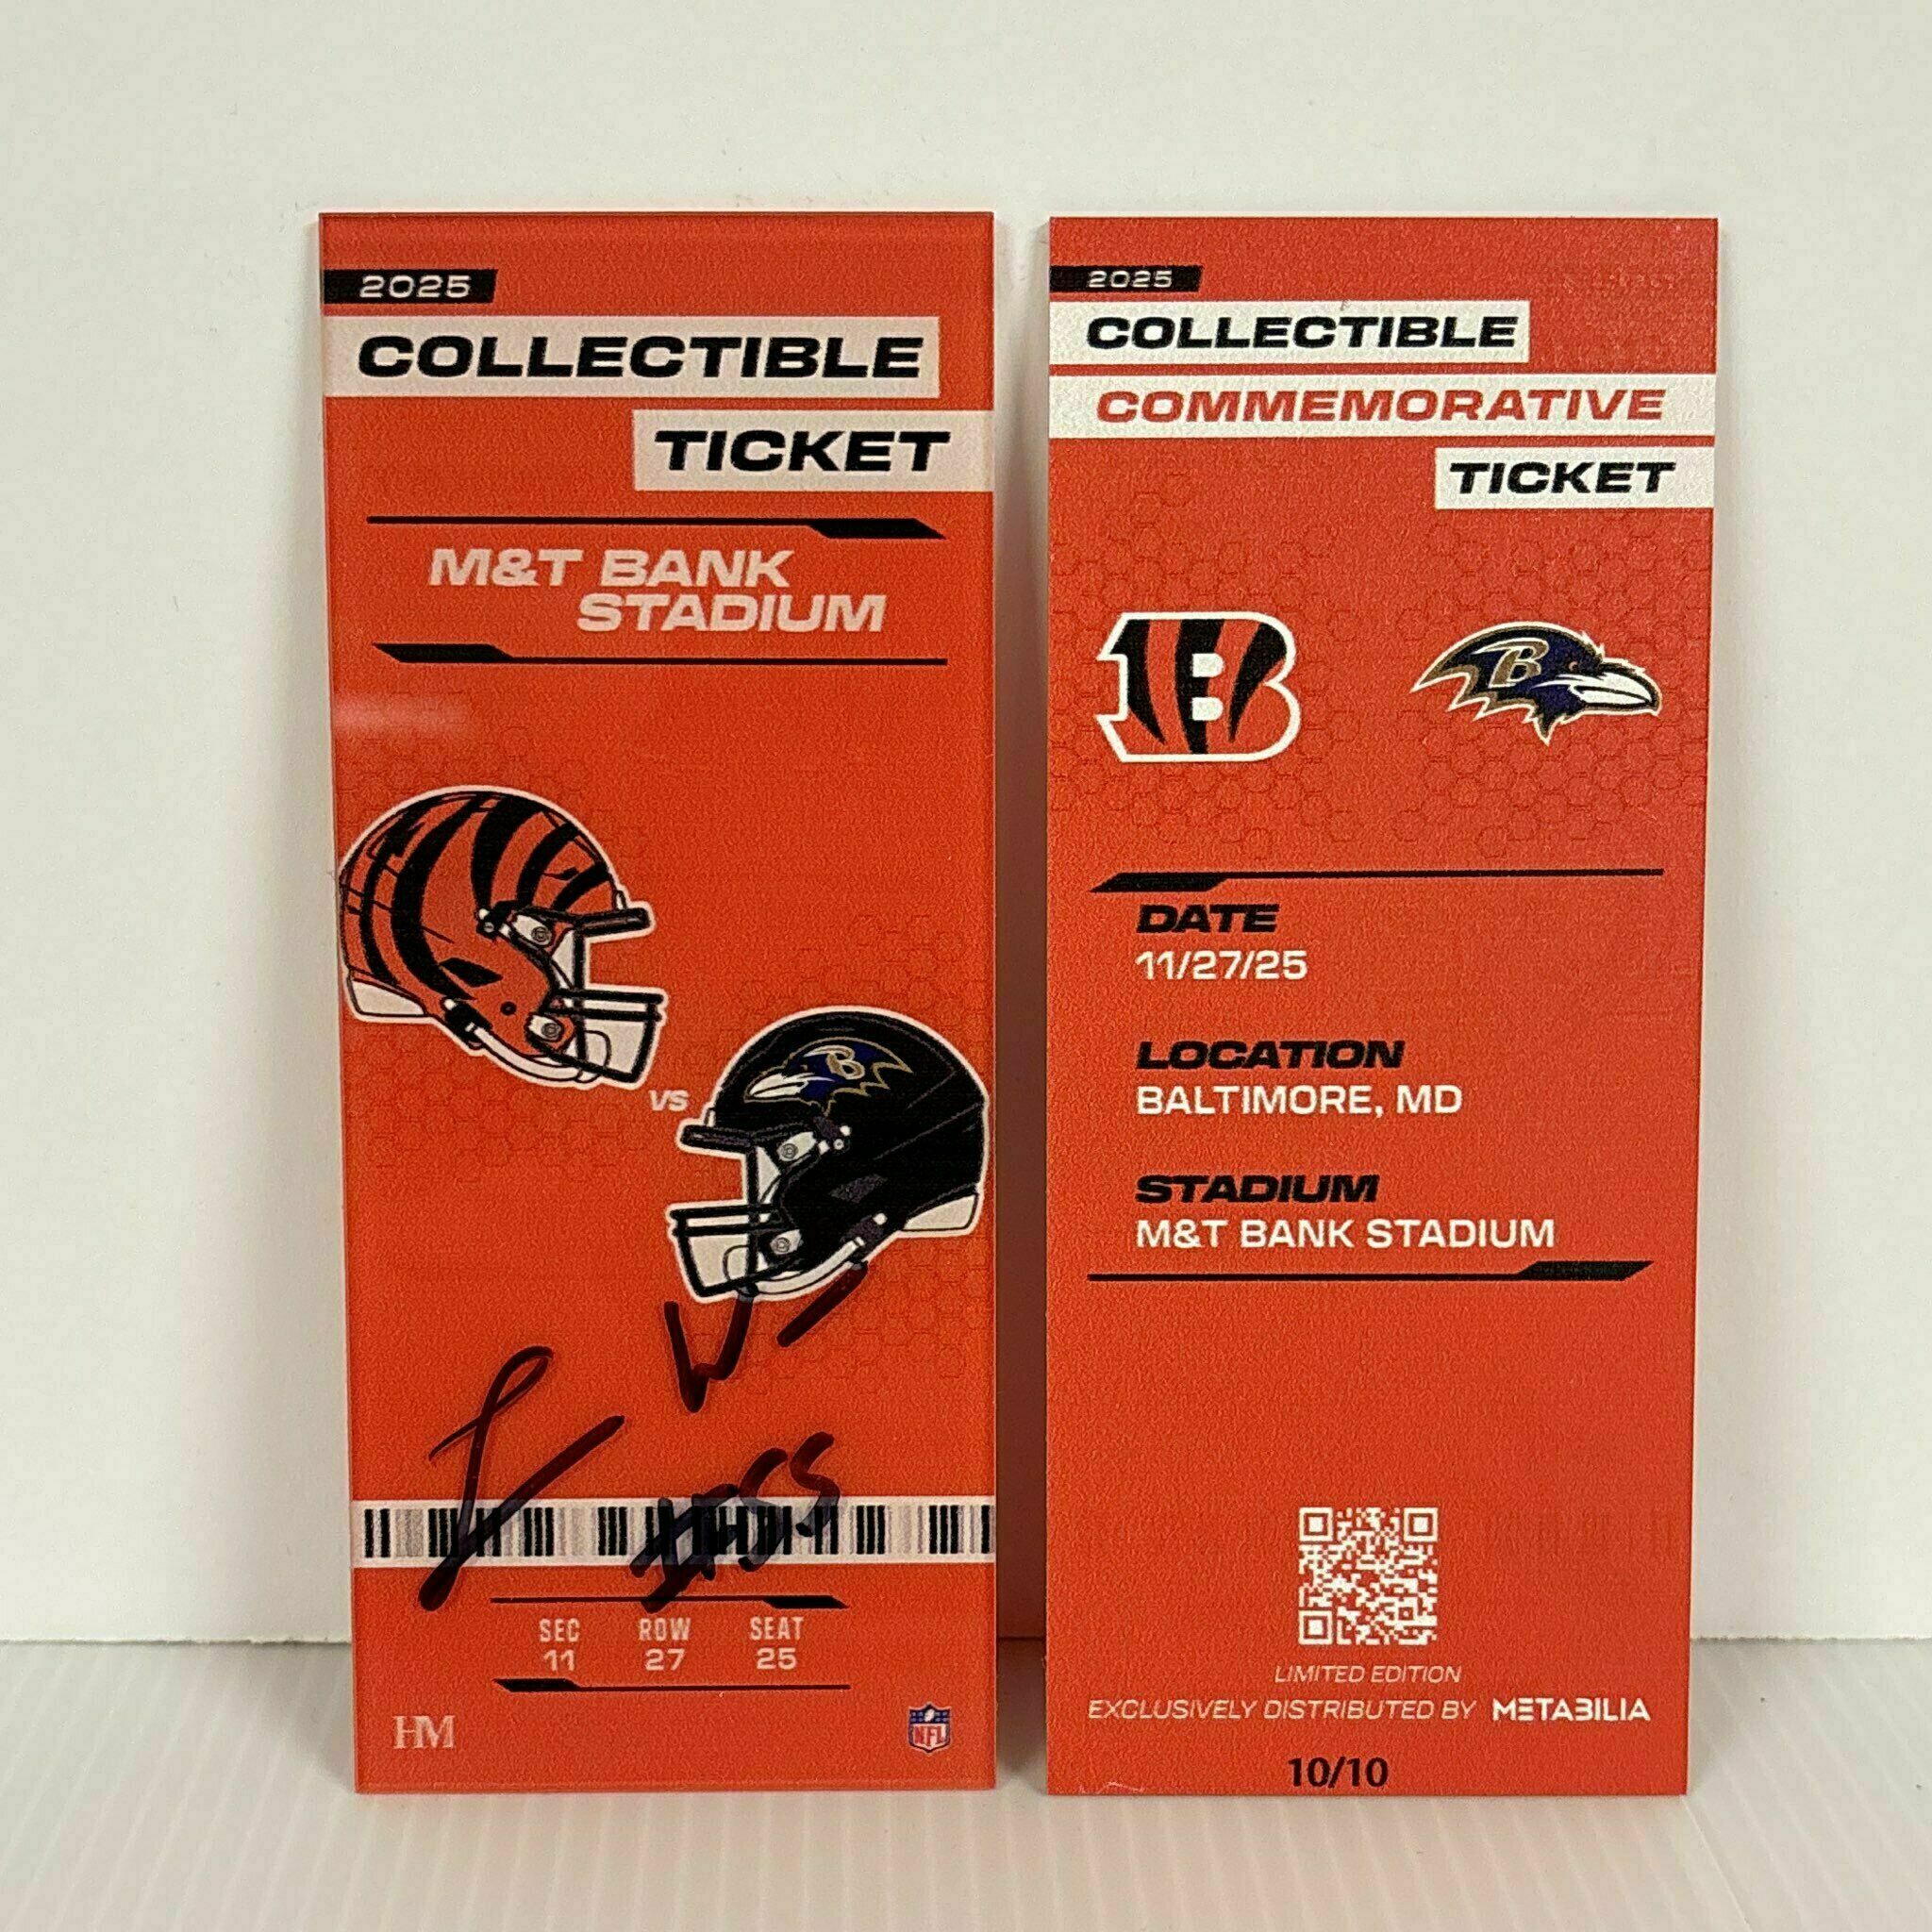 2025
COLLECTIBLE
TICKET
M&T BANK
STADIUM
B
VS
B
#55
SEC ROW SEAT
11 27 25
HM
NFL
2025
COLLECTIBLE
COMMEMORATIVE
TICKET
B
B
DATE
11/27/25
LOCATION
BALTIMORE, MD
STADIUM
M&T BANK STADIUM
LIMITED EDITION
EXCLUSIVELY DISTRIBUTED BY METABILIA
10/10